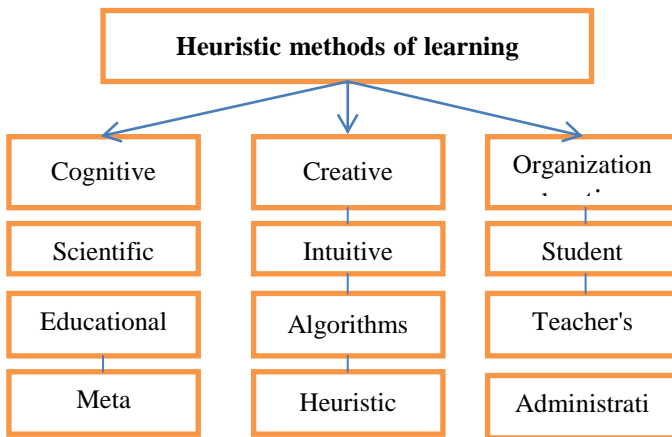 Heuristic methods of learning
Cognitive
Creative
Organization
Scientific
Intuitive
Student
Educational
Algorithms
Teacher's
Meta
Heuristic
Administrati